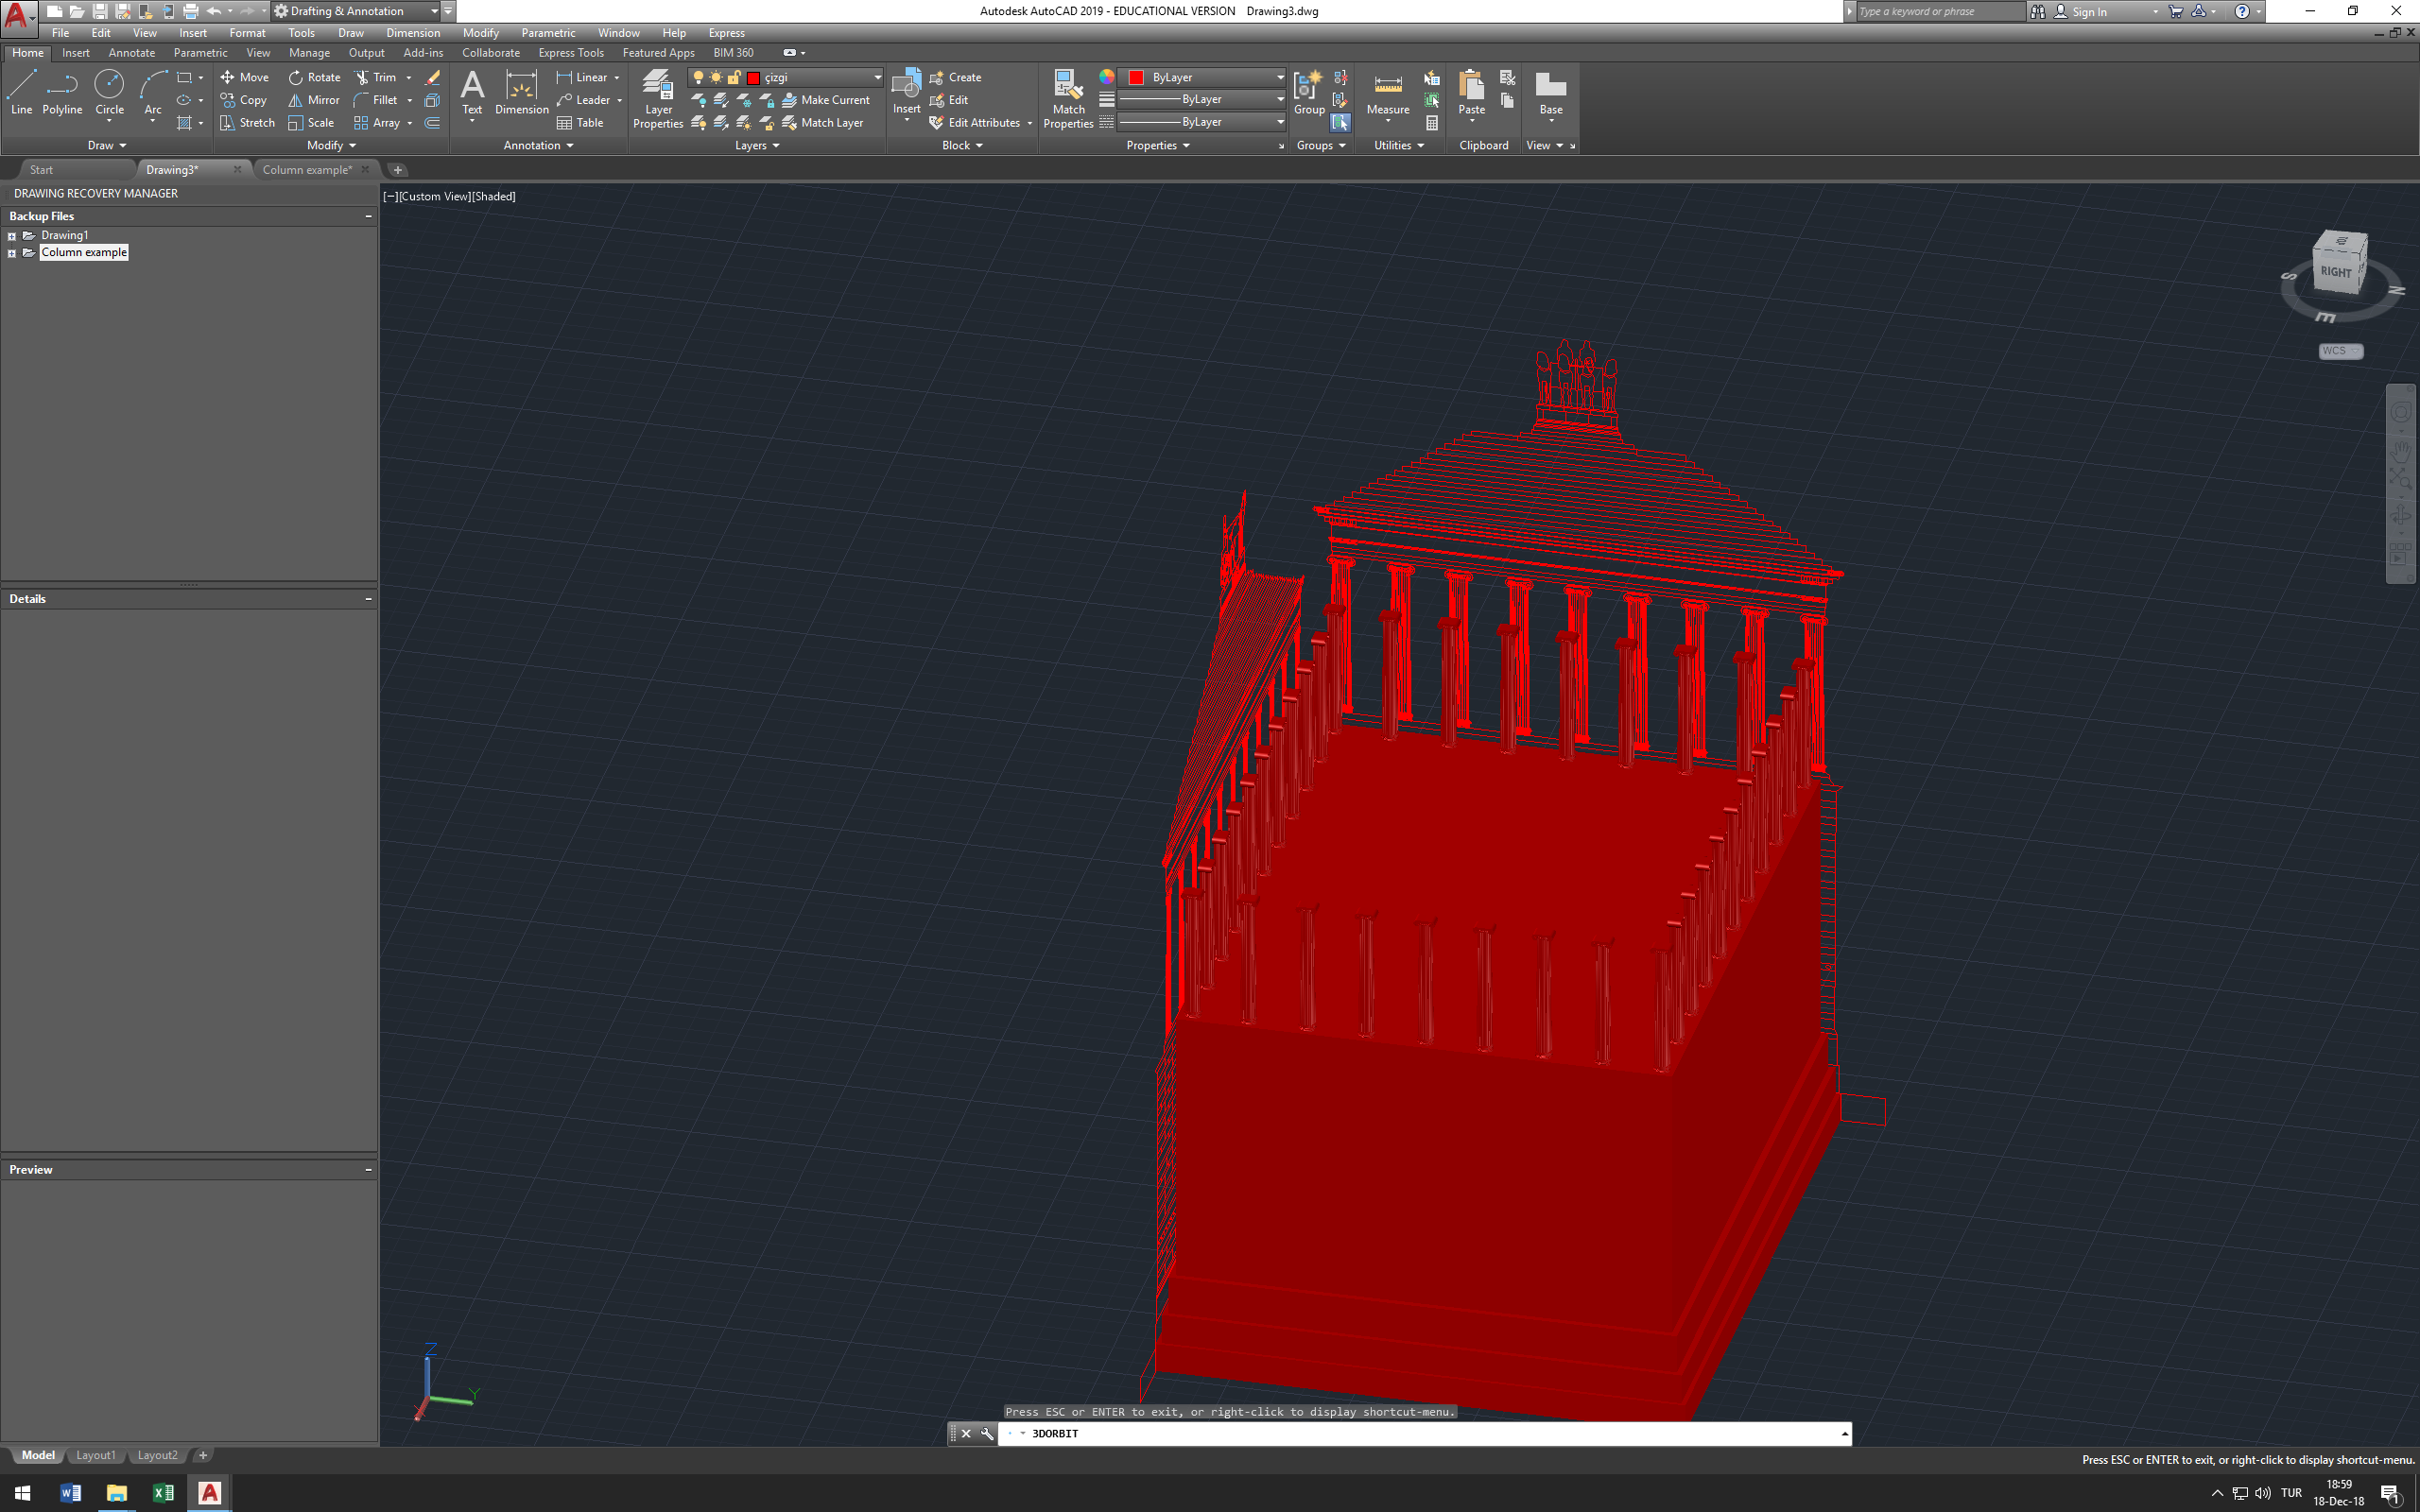 Drafting & Annotation
Autodesk AutoCAD 2019 - EDUCATIONAL VERSION Drawing3.dwg
Type a keyword or phrase
Sign In
File Edit View Insert Format Tools Draw Dimension Modify Parametric Window Help Express
Home Insert Annotate Parametric View Manage Output Add-ins Collaborate Express Tools Featured Apps BIM 360
Line Polyline Circle Arc
Move Rotate Trim
Copy Mirror Fillet
Stretch Scale Array
Text Dimension
Linear
Leader
Table
Layer Properties
çizgi
Make Current
Match Layer
Insert
Create
Edit
Edit Attributes
Match Properties
ByLayer
ByLayer
ByLayer
Group
Measure
Paste
Base
Draw Modify Annotation Layers Block Properties Groups Utilities Clipboard View
Start Drawing3* Column example*
DRAWING RECOVERY MANAGER
Backup Files
Drawing1
Column example
Details
Preview
[−][Custom View][Shaded]
RIGHT
S
N
E
WCS
Z
Y
X
Press ESC or ENTER to exit, or right-click to display shortcut-menu.
3DORBIT
Model Layout1 Layout2
Press ESC or ENTER to exit, or right-click to display shortcut-menu.
TUR
18:59
18-Dec-18
1